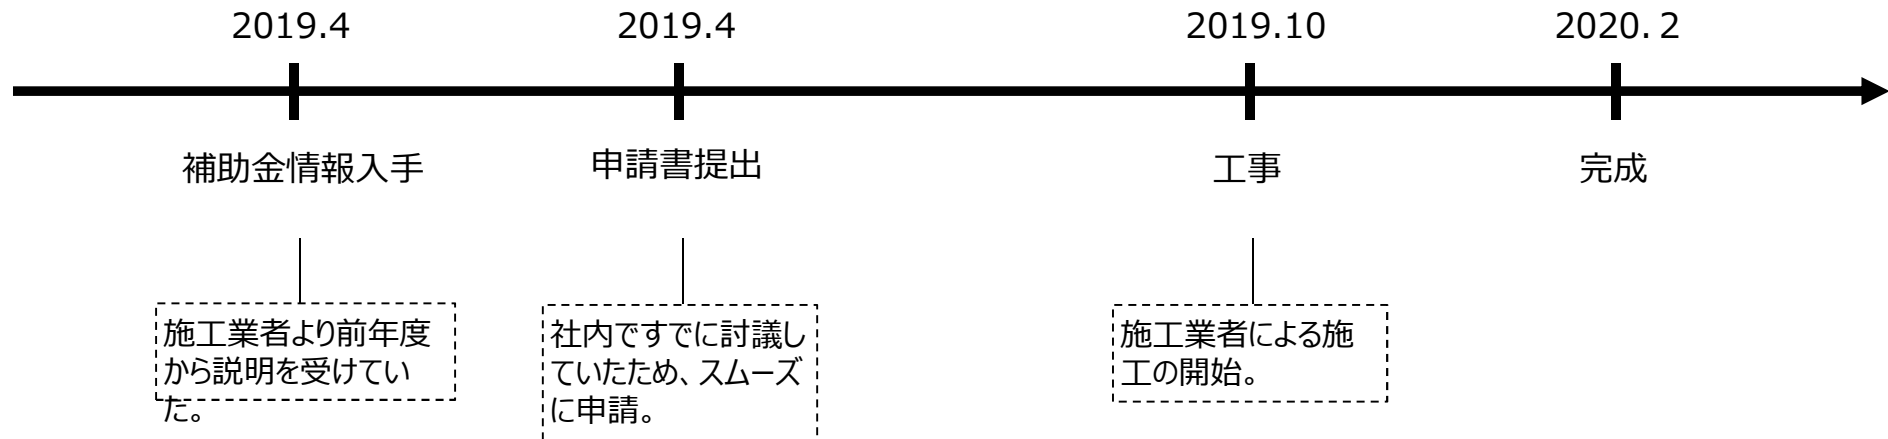 2019.4
2019.4
2019.10
2020.2
補助金情報入手
申請書提出
工事
完成
施工業者より前年度
から説明を受けてい
た。
社内ですでに討議し
ていたため、スムーズ
に申請。
施工業者による施
工の開始。